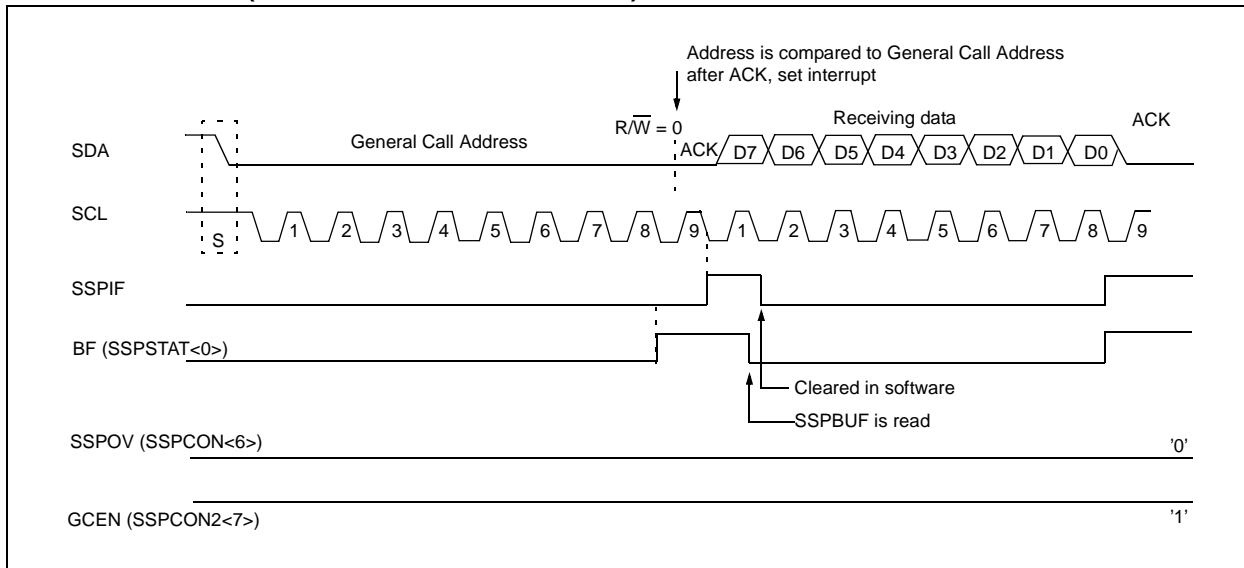 Address is compared to General Call Address
after ACK, set interrupt
R/W = 0
Receiving data
ACK
SDA
General Call Address
ACK
D7 D6 D5 D4 D3 D2 D1 D0
SCL
S
1 2 3 4 5 6 7 8 9 1 2 3 4 5 6 7 8 9
SSPIF
BF (SSPSTAT<0>)
Cleared in software
SSPBUF is read
SSPOV (SSPCON<6>)
'0'
GCEN (SSPCON2<7>)
'1'